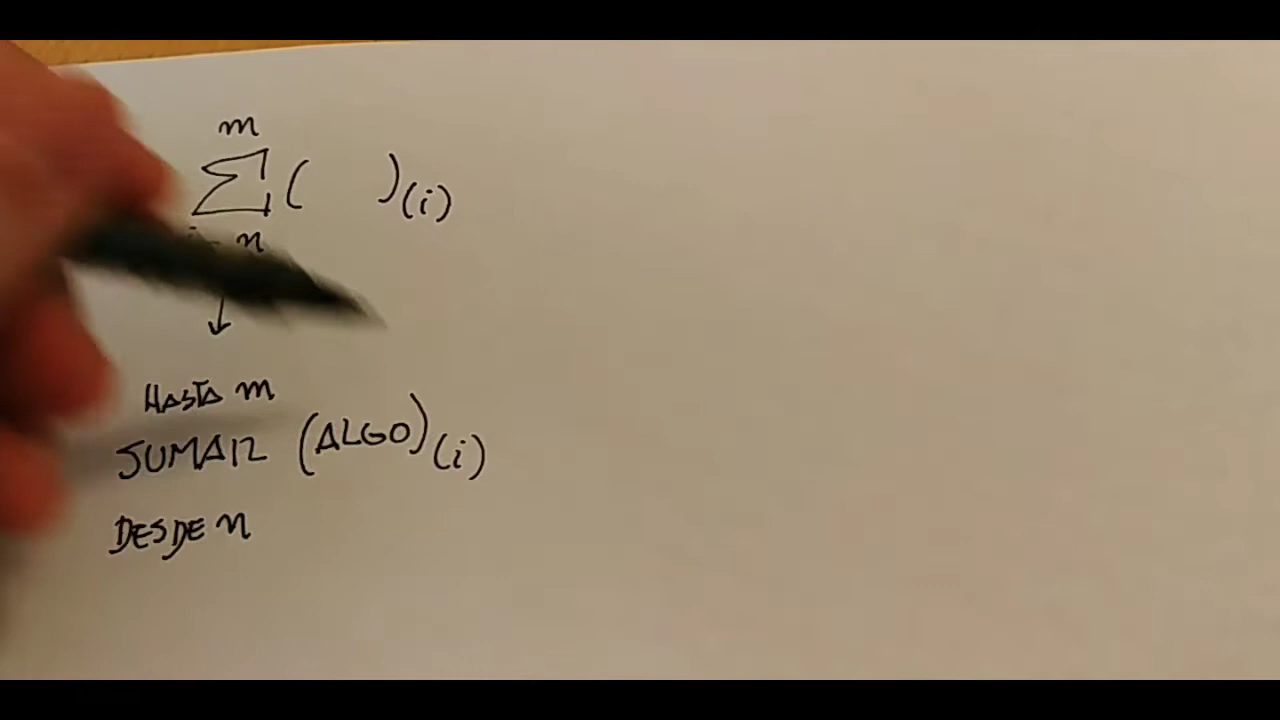 m
∑ ( )(i)
n
↓
HASTA m
SUMAR (ALGO)(i)
DESDE n